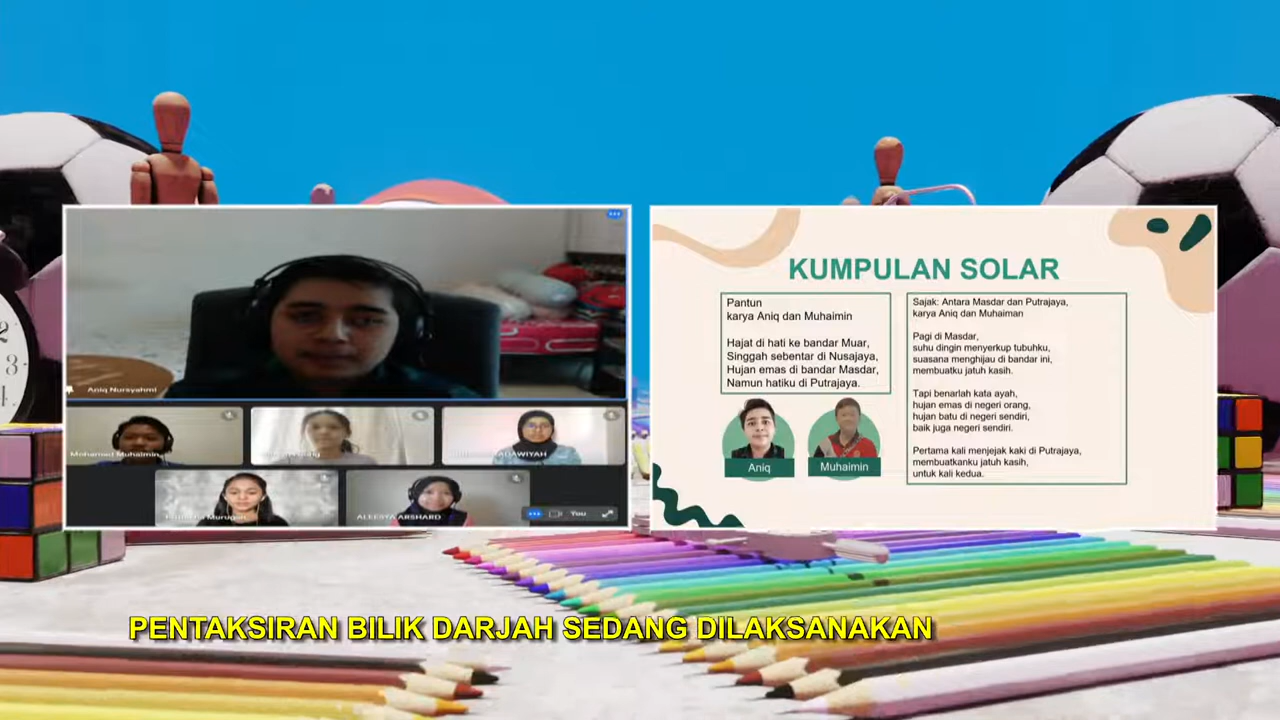 Aniq Nursyahmi
Mohamed Muhaimin
ALEESYA ARSHARD
You
KUMPULAN SOLAR
Pantun
karya Aniq dan Muhaimin
Hajat di hati ke bandar Muar,
Singgah sebentar di Nusajaya,
Hujan emas di bandar Masdar,
Namun hatiku di Putrajaya.
Aniq
Muhaimin
Sajak: Antara Masdar dan Putrajaya,
karya Aniq dan Muhaiman
Pagi di Masdar,
suhu dingin menyerkup tubuhku,
suasana menghijau di bandar ini,
membuatku jatuh kasih.
Tapi benarlah kata ayah,
hujan emas di negeri orang,
hujan batu di negeri sendiri,
baik juga negeri sendiri.
Pertama kali menjejak kaki di Putrajaya,
membuatkanku jatuh kasih,
untuk kali kedua.
PENTAKSIRAN BILIK DARJAH SEDANG DILAKSANAKAN